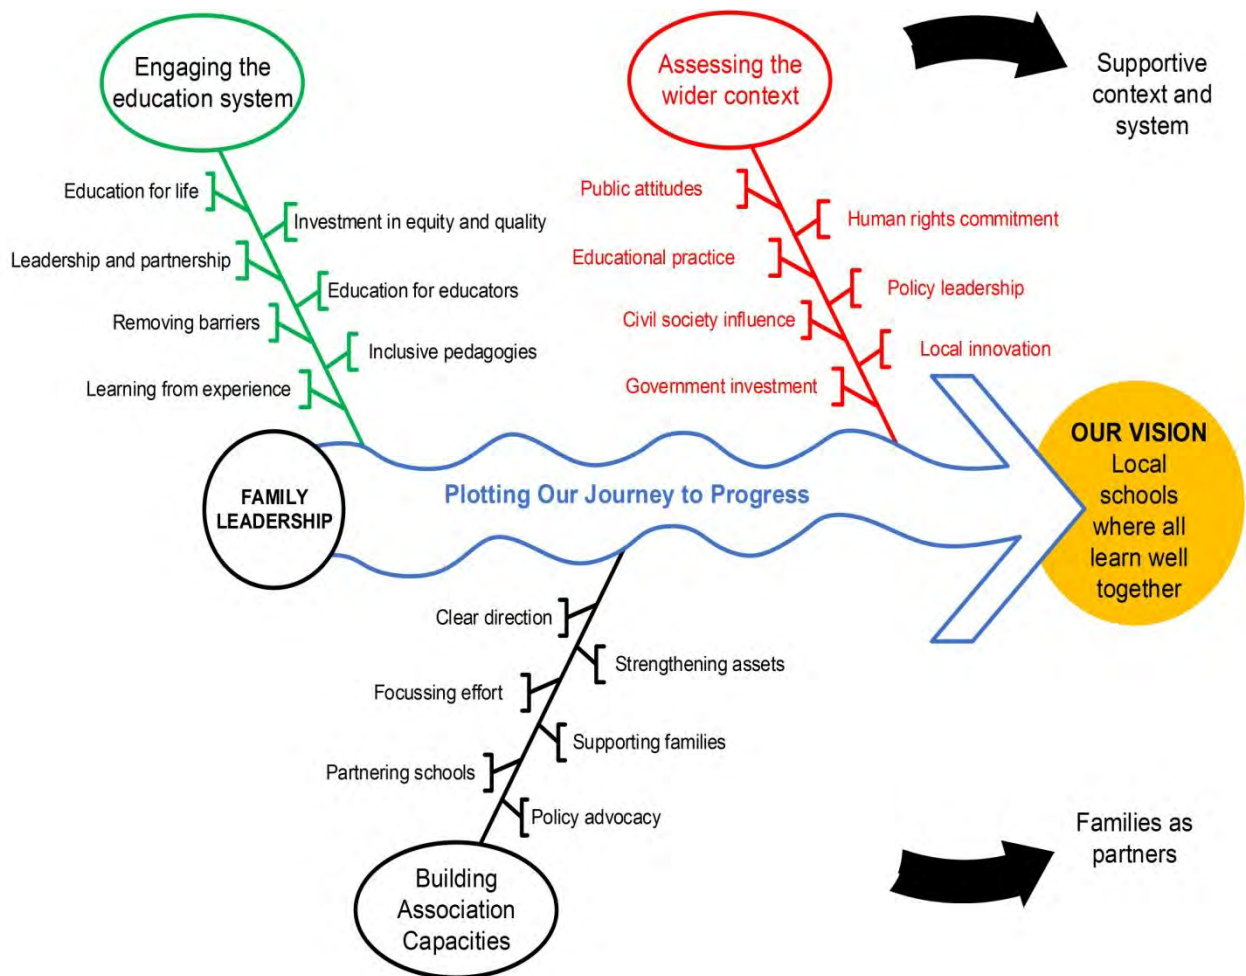 Engaging the
education system
Education for life
Investment in equity and quality
Leadership and partnership
Education for educators
Removing barriers
Inclusive pedagogies
Learning from experience
Assessing the
wider context
Public attitudes
Human rights commitment
Educational practice
Policy leadership
Civil society influence
Local innovation
Government investment
Supportive
context and
system
FAMILY
LEADERSHIP
Plotting Our Journey to Progress
OUR VISION
Local
schools
where all
learn well
together
Clear direction
Strengthening assets
Focussing effort
Supporting families
Partnering schools
Policy advocacy
Building
Association
Capacities
Families as
partners